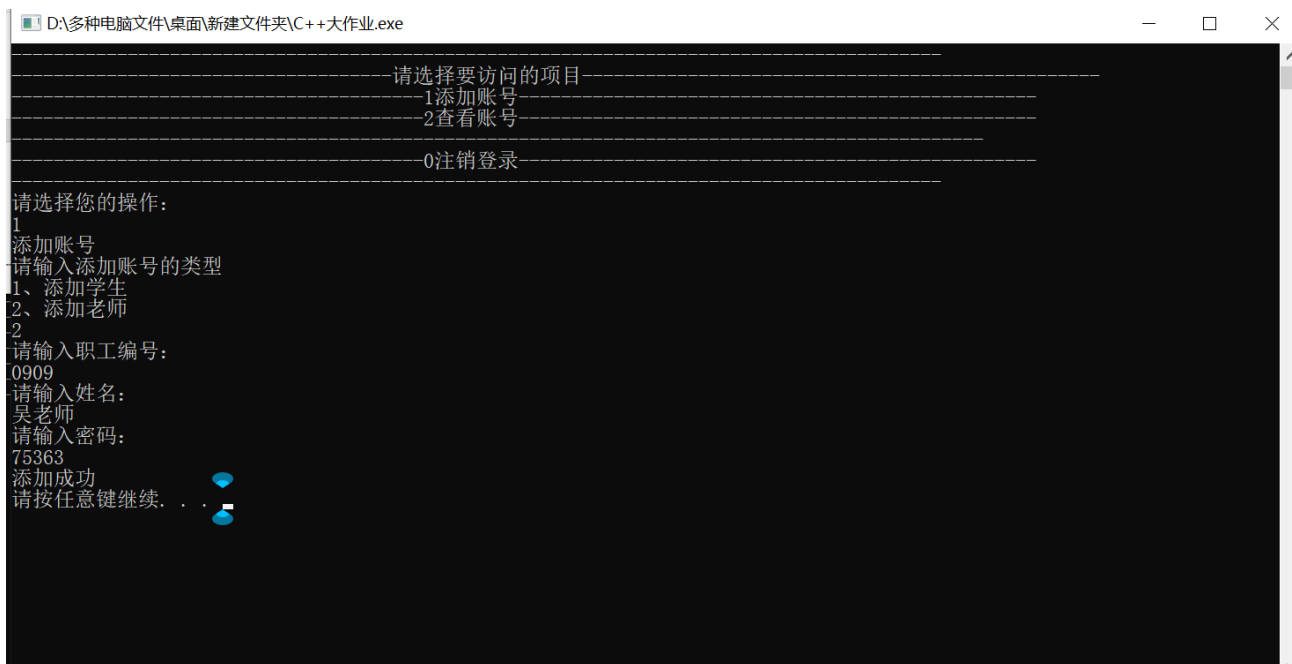 D:\多种电脑文件\桌面\新建文件夹\C++大作业.exe
----------------------------------------------------------------------------------------
------------------------------------请选择要访问的项目-------------------------------------------------
---------------------------------------1添加账号-------------------------------------------------
---------------------------------------2查看账号-------------------------------------------------
--------------------------------------------------------------------------------------------
---------------------------------------0注销登录-------------------------------------------------
----------------------------------------------------------------------------------------
请选择您的操作:
1
添加账号
请输入添加账号的类型
1、添加学生
2、添加老师
2
请输入职工编号:
0909
请输入姓名:
吴老师
请输入密码:
75363
添加成功
请按任意键继续. . .